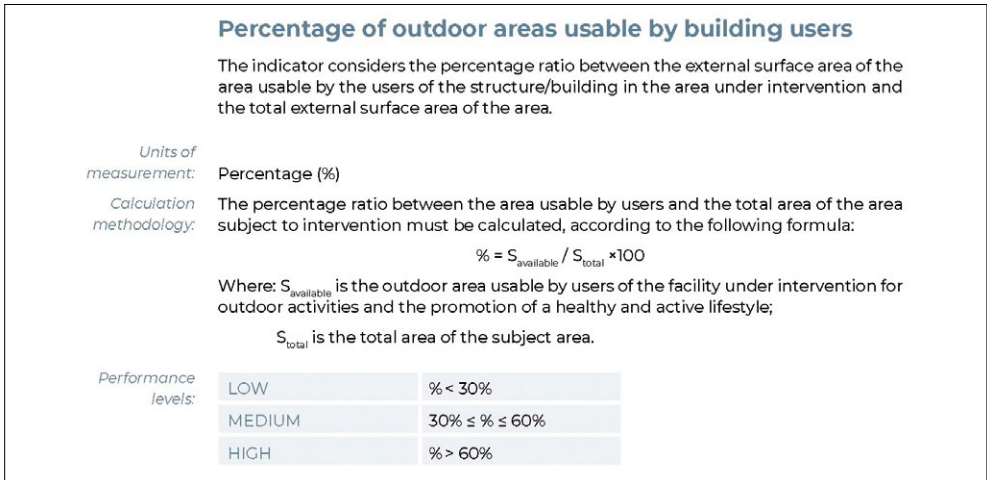 Percentage of outdoor areas usable by building users
The indicator considers the percentage ratio between the external surface area of the
area usable by the users of the structure/building in the area under intervention and
the total external surface area of the area.
Units of
measurement: Percentage (%)
Calculation The percentage ratio between the area usable by users and the total area of the area
methodology: subject to intervention must be calculated, according to the following formula:
% = S_available / S_total ×100
Where: S_available is the outdoor area usable by users of the facility under intervention for
outdoor activities and the promotion of a healthy and active lifestyle;
S_total is the total area of the subject area.
Performance
levels:
LOW % < 30%
MEDIUM 30% ≤ % ≤ 60%
HIGH % > 60%